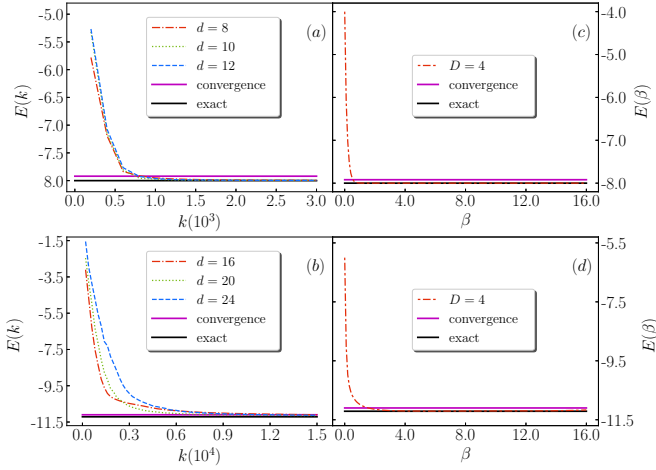 -5.0
-5.5
-6.0
-6.5
-7.0
-7.5
8.0
E(k)
(a)
d = 8
d = 10
d = 12
convergence
exact
0.0
0.5
1.0
1.5
2.0
2.5
3.0
k(10³)
(c)
D = 4
convergence
exact
-4.0
-5.0
-6.0
-7.0
-8.0
E(β)
0.0
4.0
8.0
12.0
16.0
β
-1.5
-3.5
-5.5
-7.5
-9.5
-11.5
E(k)
(b)
d = 16
d = 20
d = 24
convergence
exact
0.0
0.3
0.6
0.9
1.2
1.5
k(10⁴)
(d)
D = 4
convergence
exact
-5.5
-7.5
-9.5
-11.5
E(β)
0.0
4.0
8.0
12.0
16.0
β